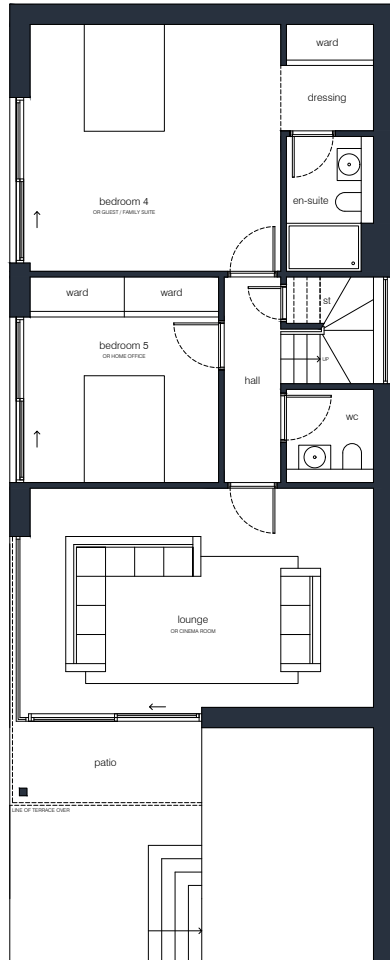 ward
dressing
en-suite
bedroom 4
OR GUEST / FAMILY SUITE
ward
ward
st
bedroom 5
OR HOME OFFICE
UP
hall
wc
lounge
OR CINEMA ROOM
patio
LINE OF TERRACE OVER